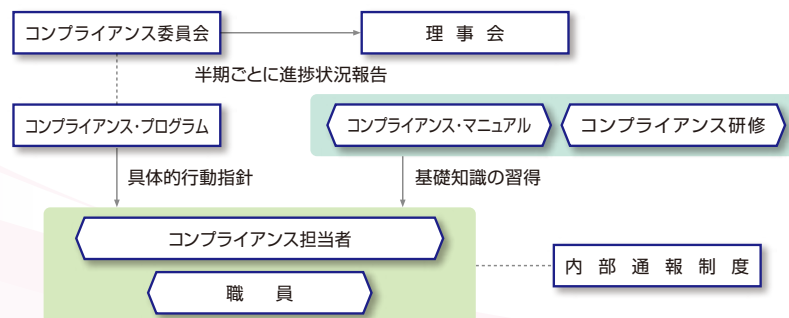 コンプライアンス委員会
理事会
半期ごとに進捗状況報告
コンプライアンス・プログラム
コンプライアンス・マニュアル
コンプライアンス研修
具体的行動指針
基礎知識の習得
コンプライアンス担当者
内部通報制度
職員